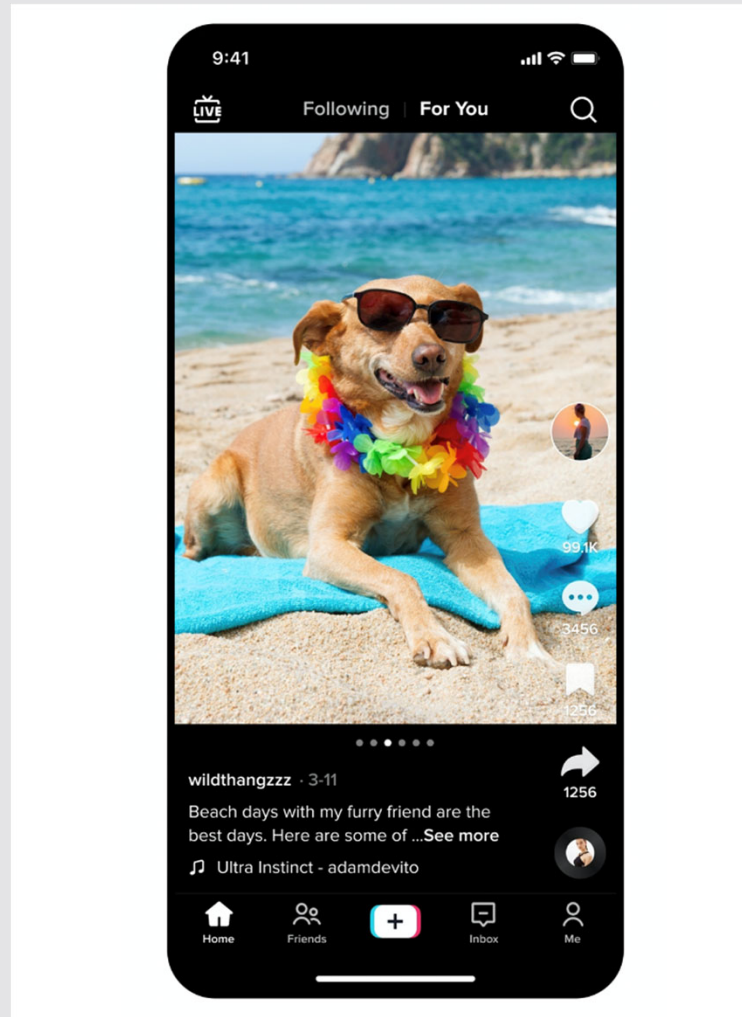 9:41
LIVE
Following | For You
99.1K
3456
1256
wildthangzzz · 3-11
1256
Beach days with my furry friend are the
best days. Here are some of ...See more
Ultra Instinct - adamdevito
Home Friends Inbox Me